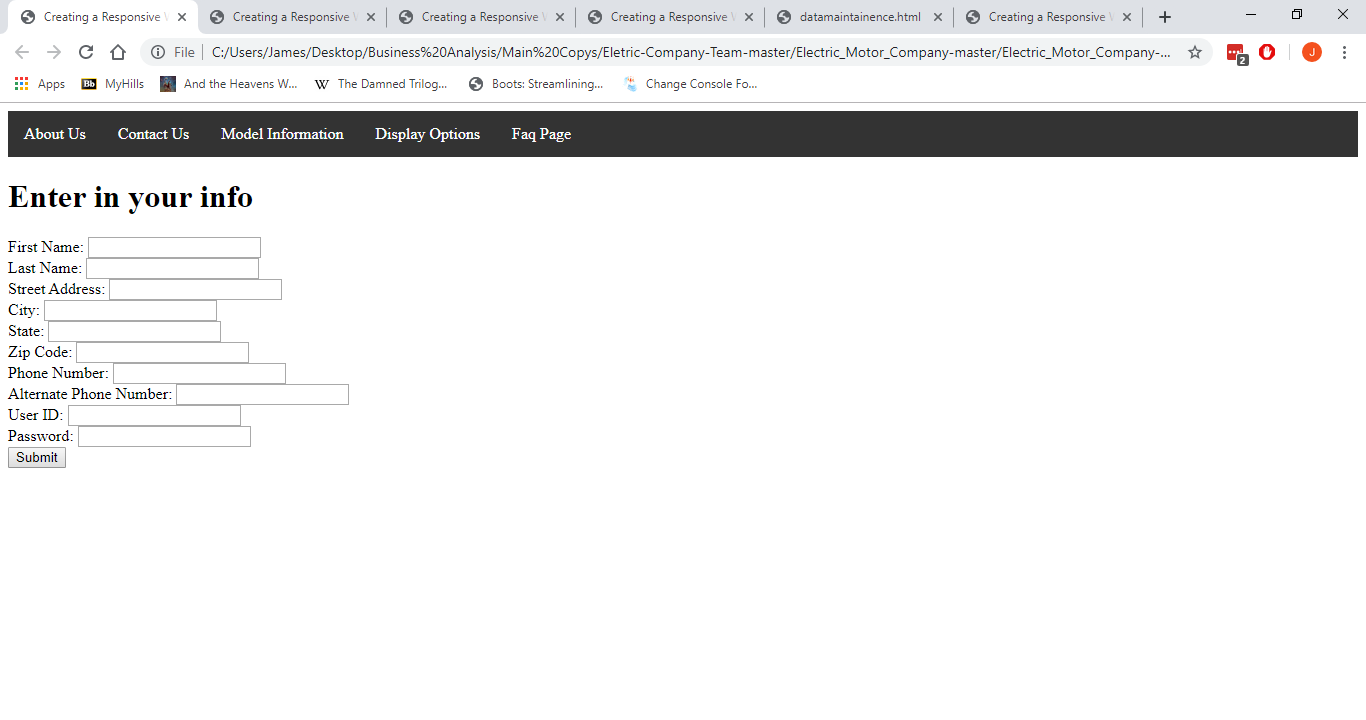 Creating a Responsive Creating a Responsive Creating a Responsive Creating a Responsive datamaintainence.html Creating a Responsive
File C:/Users/James/Desktop/Business%20Analysis/Main%20Copys/Eletric-Company-Team-master/Electric_Motor_Company-master/Electric_Motor_Company-... 2 J
Apps Bb MyHills And the Heavens W... W The Damned Trilog... Boots: Streamlining... Change Console Fo...
About Us Contact Us Model Information Display Options Faq Page
Enter in your info
First Name:
Last Name:
Street Address:
City:
State:
Zip Code:
Phone Number:
Alternate Phone Number:
User ID:
Password:
Submit